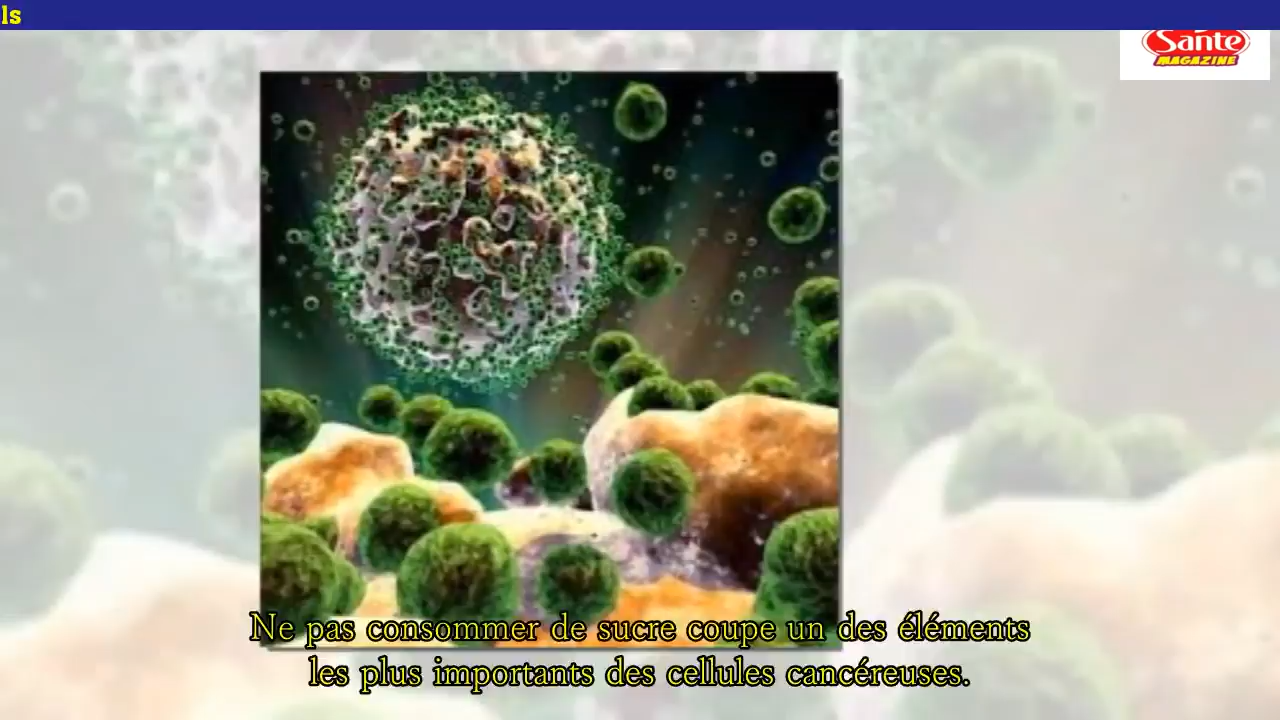 ls
Santé
MAGAZINE
Ne pas consommer de sucre coupe un des éléments
les plus importants des cellules cancéreuses.